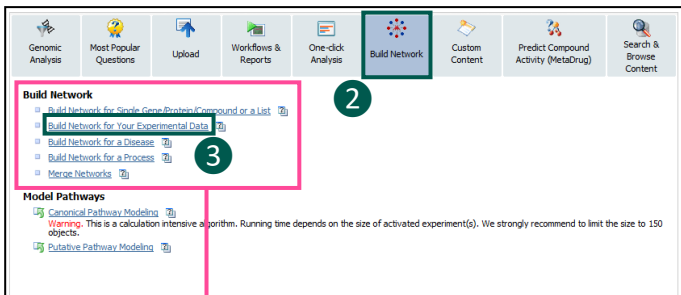 Genomic Analysis
Most Popular Questions
Upload
Workflows & Reports
One-click Analysis
Build Network
Custom Content
Predict Compound Activity (MetaDrug)
Search & Browse Content
2
Build Network
Build Network for Single Gene/Protein/Compound or a List
Build Network for Your Experimental Data
3
Build Network for a Disease
Build Network for a Process
Merge Networks
Model Pathways
Canonical Pathway Modeling
Warning. This is a calculation intensive algorithm. Running time depends on the size of activated experiment(s). We strongly recommend to limit the size to 150
objects.
Putative Pathway Modeling